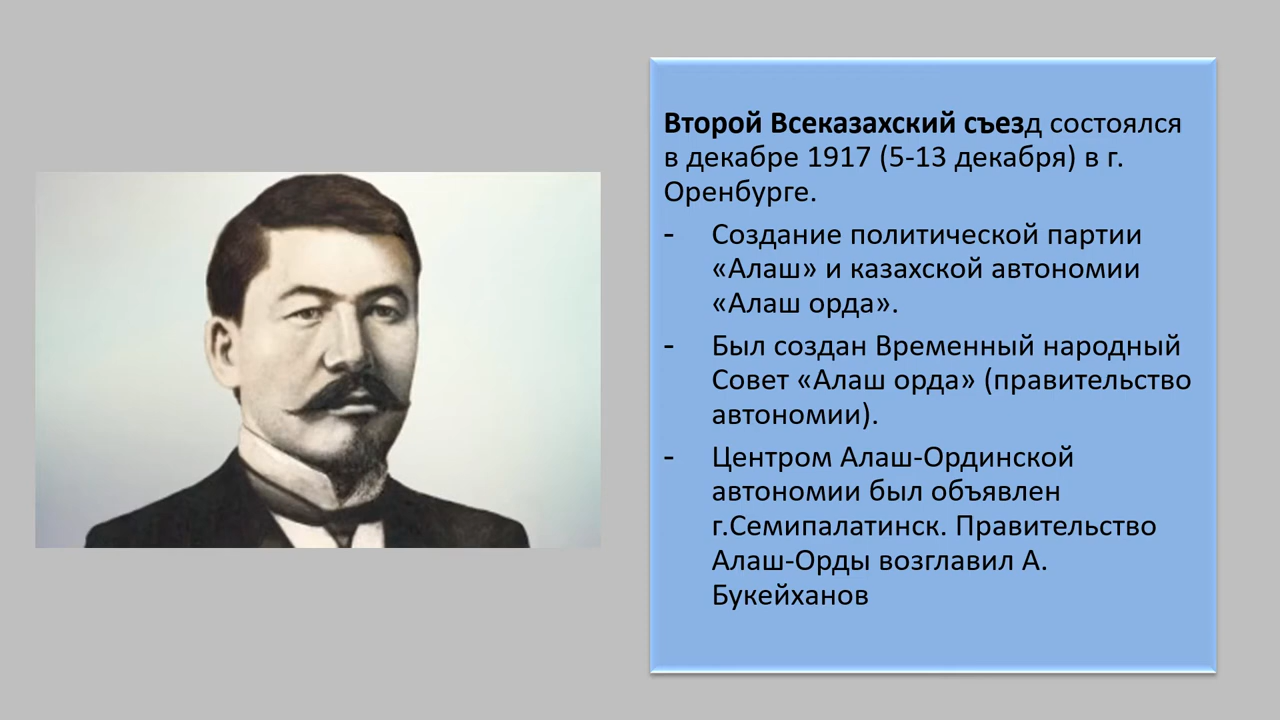 Второй Всеказахский съезд состоялся
в декабре 1917 (5-13 декабря) в г.
Оренбурге.
- Создание политической партии
«Алаш» и казахской автономии
«Алаш орда».
- Был создан Временный народный
Совет «Алаш орда» (правительство
автономии).
- Центром Алаш-Ординской
автономии был объявлен
г.Семипалатинск. Правительство
Алаш-Орды возглавил А.
Букейханов